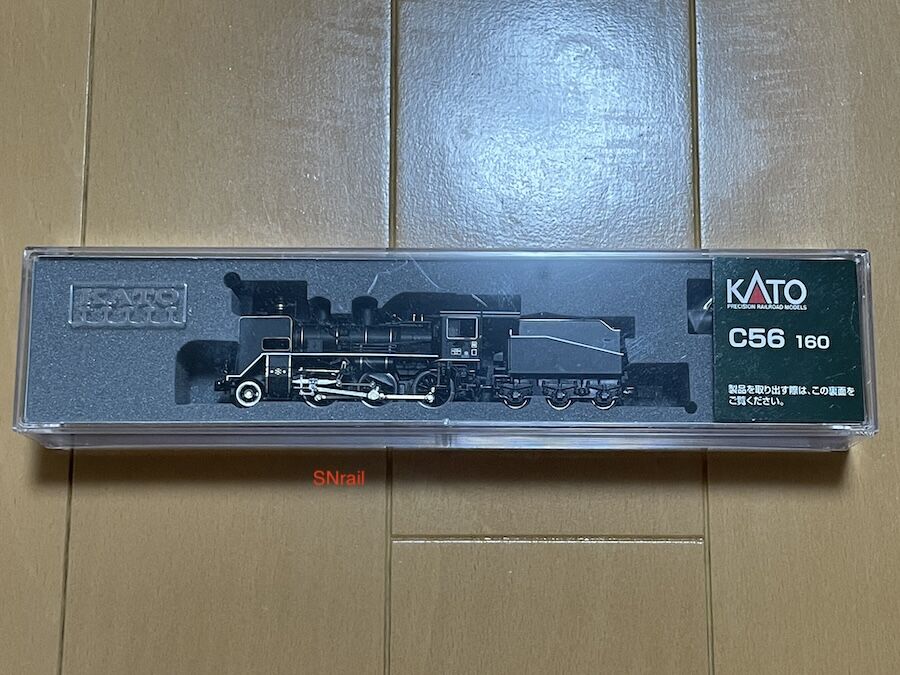 KATO
KATO
PRECISION RAILROAD MODELS
C56 160
製品を取り出す際は、この裏面を
ご覧ください。
SNrail